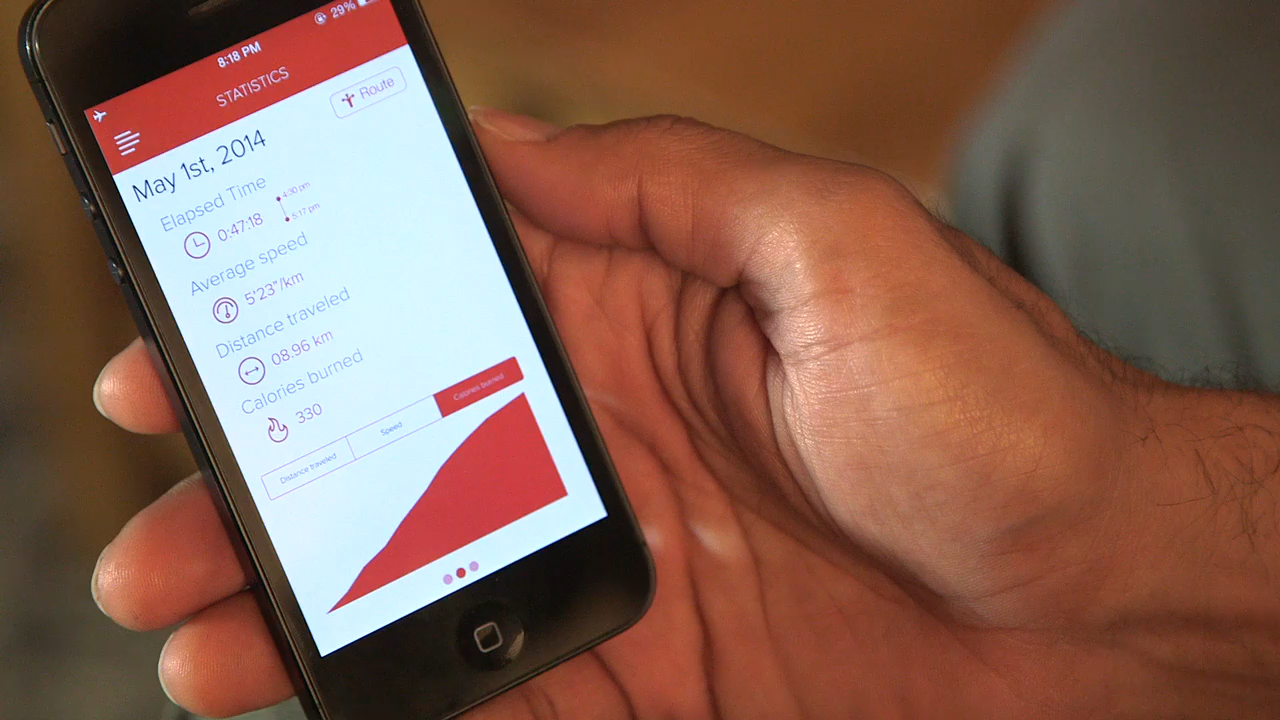 29%
8:18 PM
STATISTICS
Route
May 1st, 2014
Elapsed Time
0:47:18
4:30 pm
5:17 pm
Average speed
5'23"/km
Distance traveled
08.96 km
Calories burned
330
Distance traveled
Speed
Calories burned